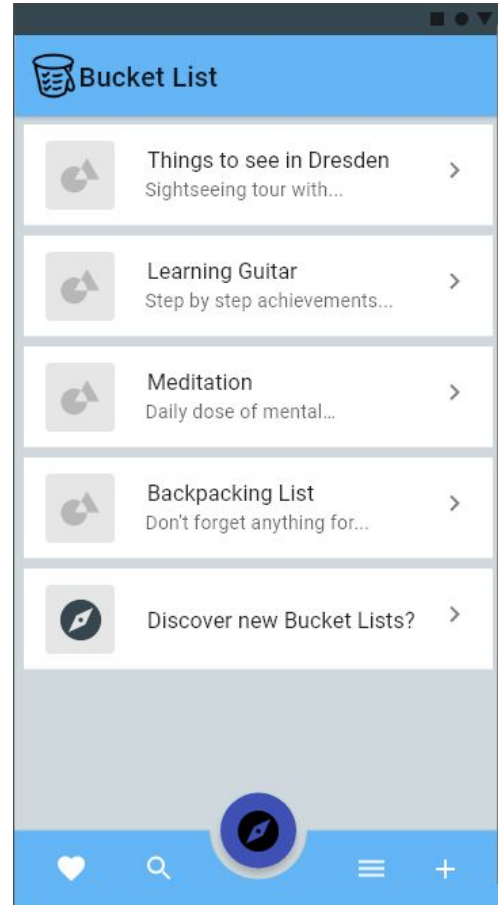 Bucket List
Things to see in Dresden
Sightseeing tour with...
Learning Guitar
Step by step achievements...
Meditation
Daily dose of mental...
Backpacking List
Don't forget anything for...
Discover new Bucket Lists?